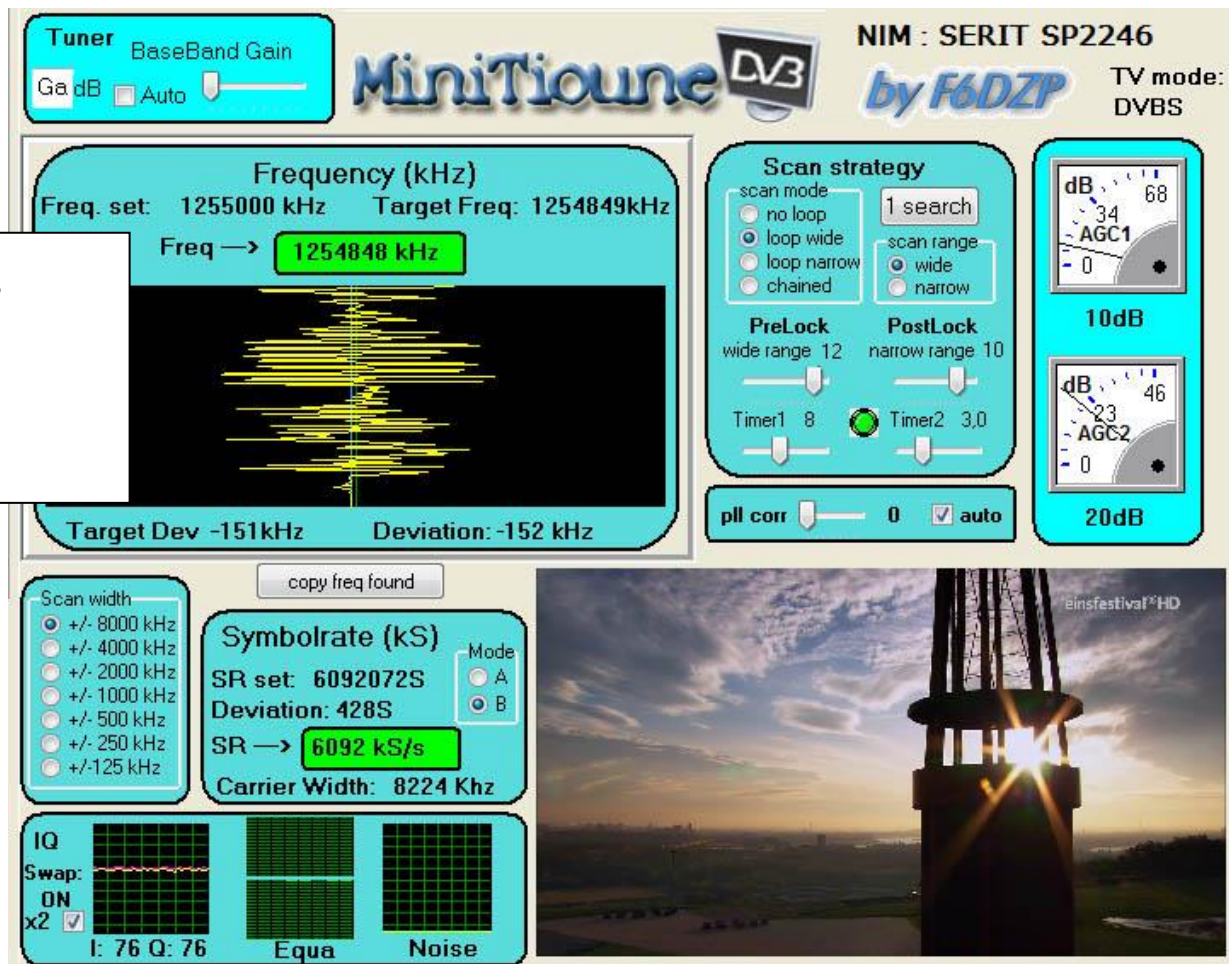 Tuner
BaseBand Gain
Ga dB Auto
MiniTioune DVB
NIM : SERIT SP2246
by F6DZP
TV mode:
DVBS
Frequency (kHz)
Freq. set: 1255000 kHz Target Freq: 1254849kHz
Freq —> 1254848 kHz
Target Dev -151kHz Deviation: -152 kHz
Scan strategy
scan mode
no loop
loop wide
loop narrow
chained
1 search
scan range
wide
narrow
PreLock PostLock
wide range 12 narrow range 10
Timer1 8 Timer2 3,0
pll corr 0 auto
dB 68
34
AGC1
0
10dB
dB 46
23
AGC2
0
20dB
copy freq found
Scan width
+/- 8000 kHz
+/- 4000 kHz
+/- 2000 kHz
+/- 1000 kHz
+/- 500 kHz
+/- 250 kHz
+/-125 kHz
Symbolrate (kS)
SR set: 6092072S
Deviation: 428S
SR —> 6092 kS/s
Carrier Width: 8224 Khz
Mode
A
B
IQ
Swap:
ON
x2
I: 76 Q: 76
Equa
Noise
einsfestival HD